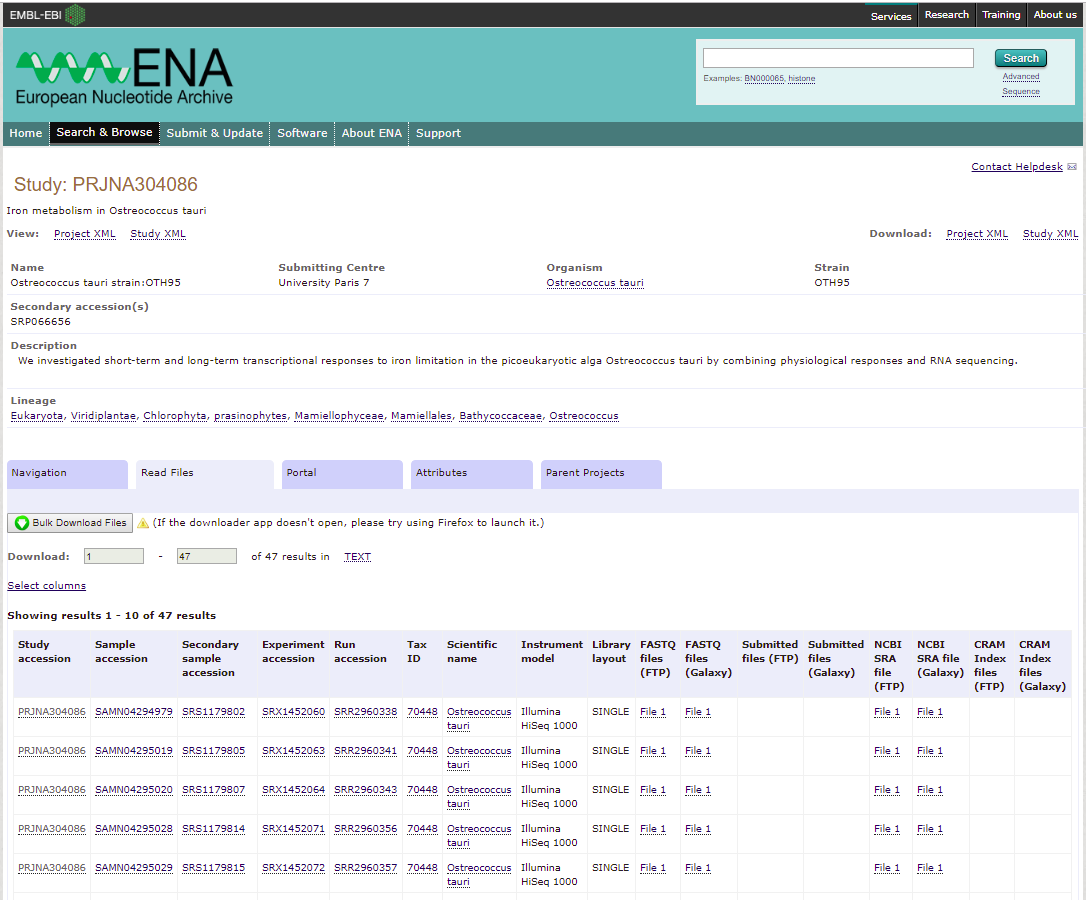 EMBL-EBI
Services Research Training About us
ENA
European Nucleotide Archive
Search
Examples: BN000065, histone
Advanced
Sequence
Home Search & Browse Submit & Update Software About ENA Support
Contact Helpdesk
Study: PRJNA304086
Iron metabolism in Ostreococcus tauri
View: Project XML Study XML Download: Project XML Study XML
Name Submitting Centre Organism Strain
Ostreococcus tauri strain:OTH95 University Paris 7 Ostreococcus tauri OTH95
Secondary accession(s)
SRP066656
Description
We investigated short-term and long-term transcriptional responses to iron limitation in the picoeukaryotic alga Ostreococcus tauri by combining physiological responses and RNA sequencing.
Lineage
Eukaryota, Viridiplantae, Chlorophyta, prasinophytes, Mamiellophyceae, Mamiellales, Bathycoccaceae, Ostreococcus
Navigation Read Files Portal Attributes Parent Projects
Bulk Download Files (If the downloader app doesn't open, please try using Firefox to launch it.)
Download: 1 - 47 of 47 results in TEXT
Select columns
Showing results 1 - 10 of 47 results
Study Sample Secondary Experiment Run Tax Scientific Instrument Library FASTQ FASTQ Submitted Submitted NCBI NCBI CRAM CRAM
accession accession sample accession accession ID name model layout files files files (FTP) files SRA SRA file Index Index
accession (FTP) (Galaxy) (Galaxy) file (Galaxy) files files
(FTP) (FTP) (Galaxy)
PRJNA304086 SAMN04294979 SRS1179802 SRX1452060 SRR2960338 70448 Ostreococcus Illumina SINGLE File 1 File 1 File 1 File 1
tauri HiSeq 1000
PRJNA304086 SAMN04295019 SRS1179805 SRX1452063 SRR2960341 70448 Ostreococcus Illumina SINGLE File 1 File 1 File 1 File 1
tauri HiSeq 1000
PRJNA304086 SAMN04295020 SRS1179807 SRX1452064 SRR2960343 70448 Ostreococcus Illumina SINGLE File 1 File 1 File 1 File 1
tauri HiSeq 1000
PRJNA304086 SAMN04295028 SRS1179814 SRX1452071 SRR2960356 70448 Ostreococcus Illumina SINGLE File 1 File 1 File 1 File 1
tauri HiSeq 1000
PRJNA304086 SAMN04295029 SRS1179815 SRX1452072 SRR2960357 70448 Ostreococcus Illumina SINGLE File 1 File 1 File 1 File 1
tauri HiSeq 1000